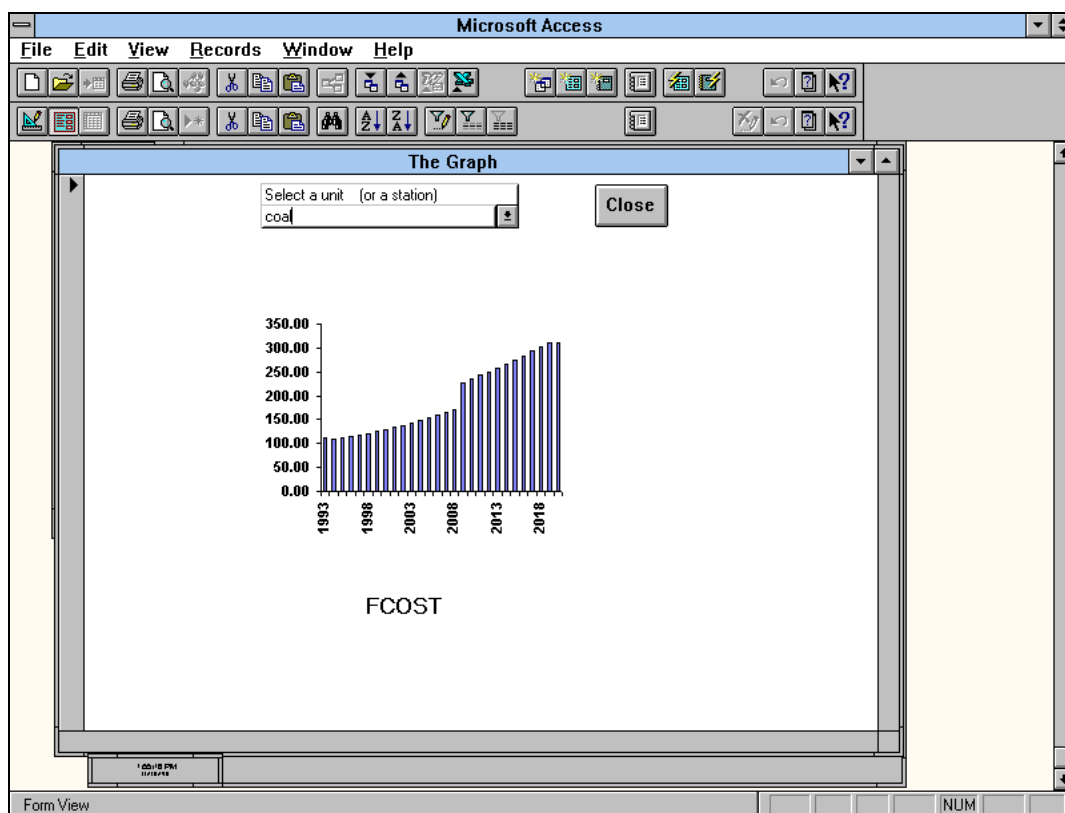 Microsoft Access
File Edit View Records Window Help
The Graph
Select a unit (or a station)
coal
Close
350.00
300.00
250.00
200.00
150.00
100.00
50.00
0.00
1993 1998 2003 2008 2013 2018
FCOST
Form View NUM